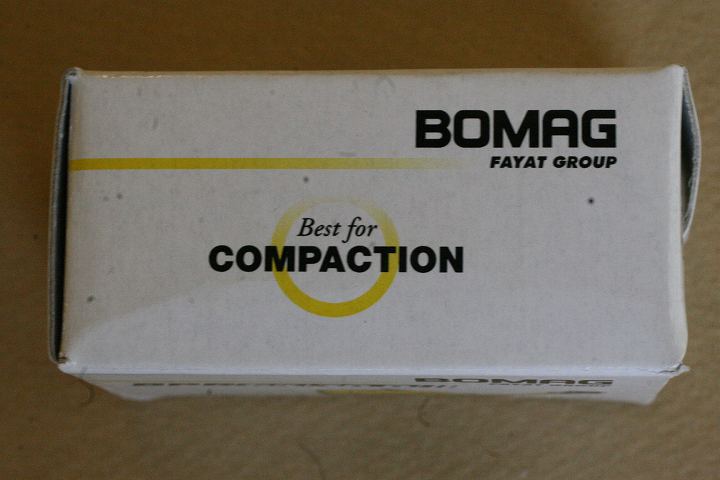 BOMAG
FAYAT GROUP
Best for
COMPACTION
BOMAG